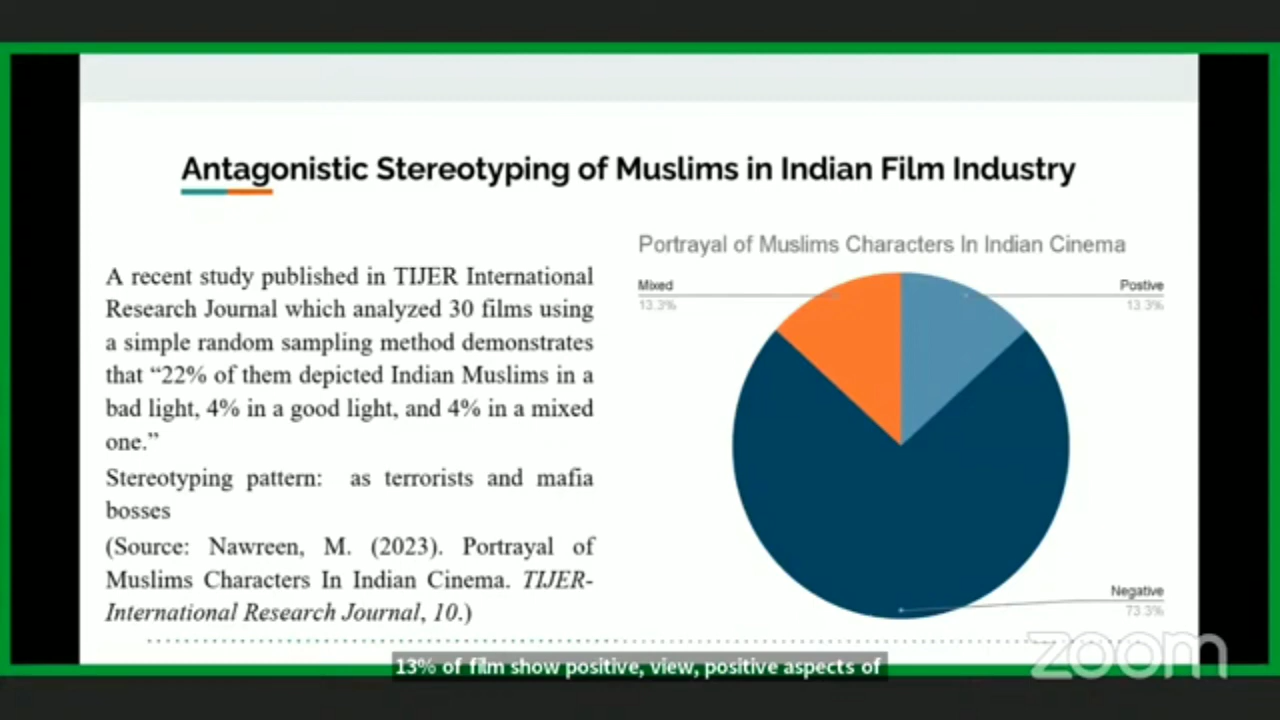 Antagonistic Stereotyping of Muslims in Indian Film Industry
A recent study published in TIJER International
Research Journal which analyzed 30 films using
a simple random sampling method demonstrates
that “22% of them depicted Indian Muslims in a
bad light, 4% in a good light, and 4% in a mixed
one.”
Stereotyping pattern: as terrorists and mafia
bosses
(Source: Nawreen, M. (2023). Portrayal of
Muslims Characters In Indian Cinema. TIJER-
International Research Journal, 10.)
Portrayal of Muslims Characters In Indian Cinema
Mixed
13.3%
Postive
13.3%
Negative
73.3%
zoom
13% of film show positive, view, positive aspects of